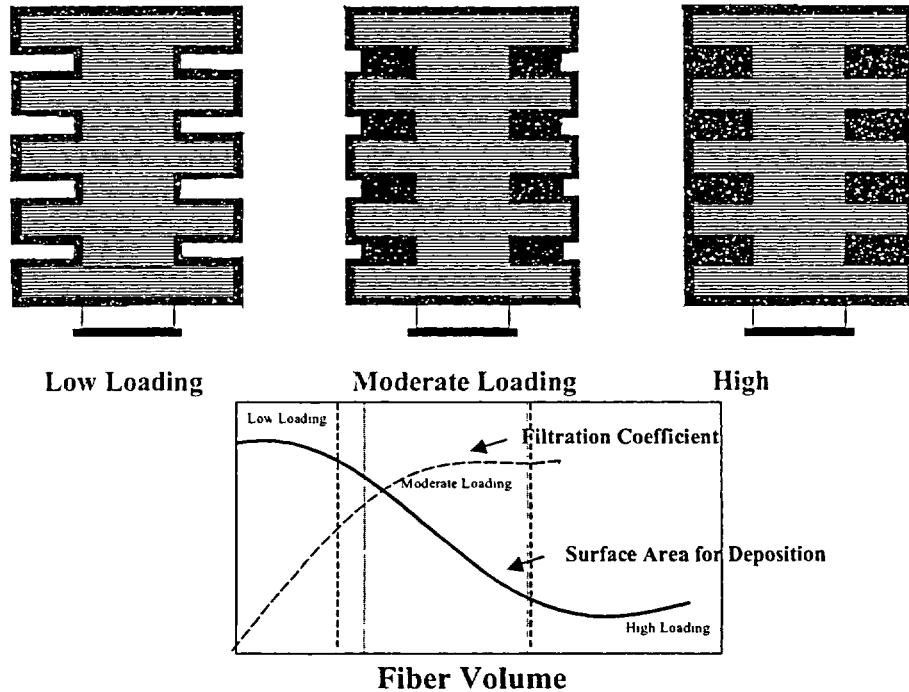 Low Loading
Moderate Loading
High
Low Loading
Filtration Coefficient
Moderate Loading
Surface Area for Deposition
High Loading
Fiber Volume